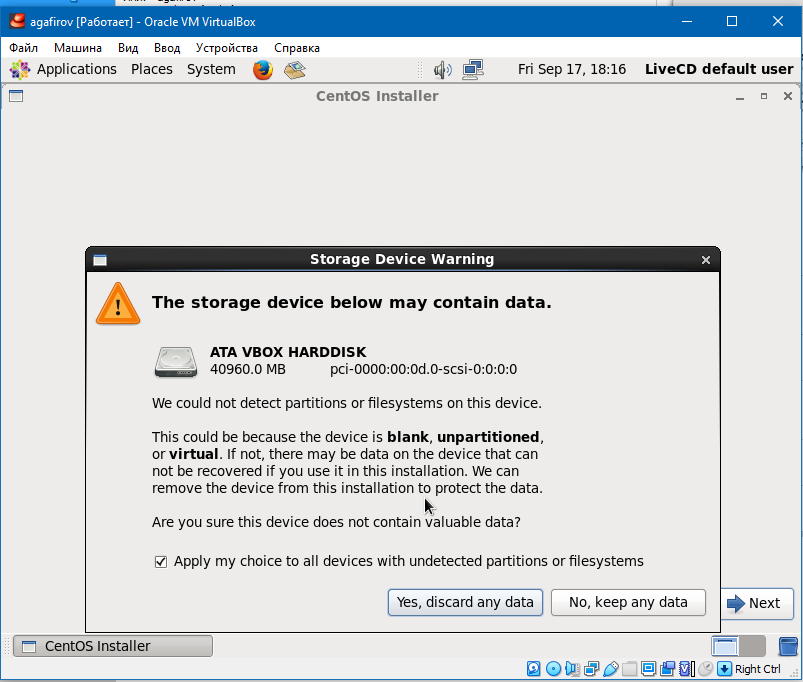 agafirov [Работает] - Oracle VM VirtualBox
Файл Машина Вид Ввод Устройства Справка
Applications Places System Fri Sep 17, 18:16 LiveCD default user
CentOS Installer
Storage Device Warning
The storage device below may contain data.
ATA VBOX HARDDISK
40960.0 MB pci-0000:00:0d.0-scsi-0:0:0:0
We could not detect partitions or filesystems on this device.
This could be because the device is blank, unpartitioned,
or virtual. If not, there may be data on the device that can
not be recovered if you use it in this installation. We can
remove the device from this installation to protect the data.
Are you sure this device does not contain valuable data?
Apply my choice to all devices with undetected partitions or filesystems
Yes, discard any data No, keep any data Next
CentOS Installer
Right Ctrl